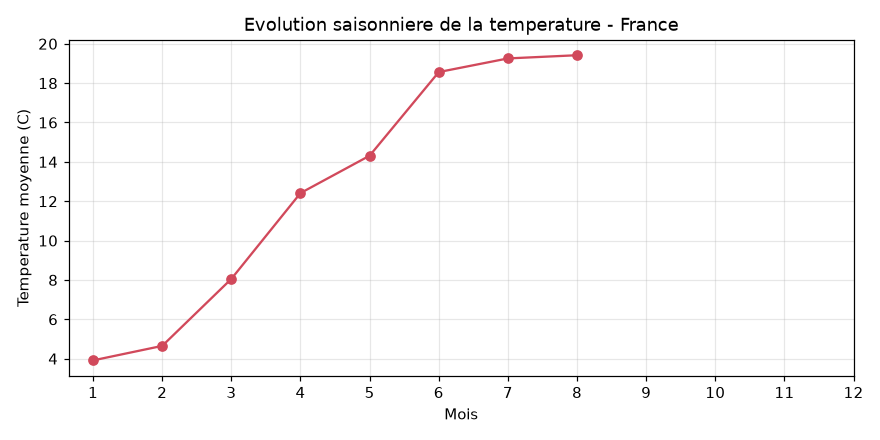 Evolution saisonniere de la temperature - France
Temperature moyenne (C)
20
18
16
14
12
10
8
6
4
1 2 3 4 5 6 7 8 9 10 11 12
Mois